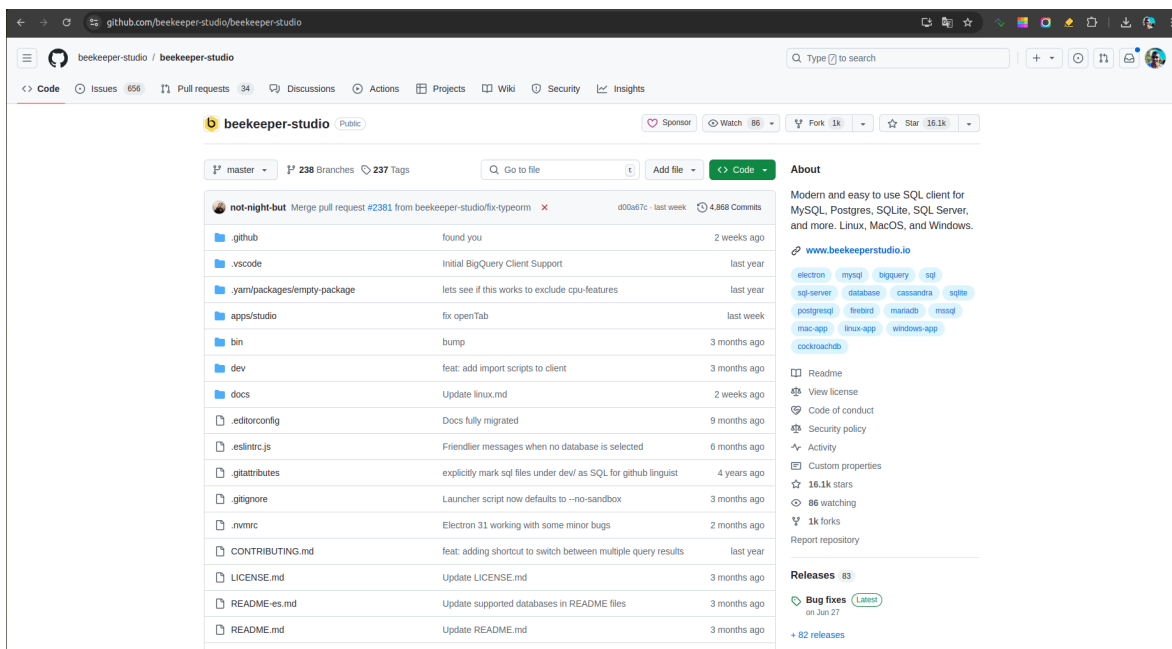 github.com/beekeeper-studio/beekeeper-studio
beekeeper-studio / beekeeper-studio
Type / to search
Code
Issues 656
Pull requests 34
Discussions
Actions
Projects
Wiki
Security
Insights
beekeeper-studio Public
Sponsor
Watch 86
Fork 1k
Star 16.1k
master
238 Branches
237 Tags
Go to file t
Add file
Code
not-night-but Merge pull request #2381 from beekeeper-studio/fix-typeorm d00a67c · last week 4,868 Commits
.github found you 2 weeks ago
.vscode Initial BigQuery Client Support last year
.yarn/packages/empty-package lets see if this works to exclude cpu-features last year
apps/studio fix openTab last week
bin bump 3 months ago
dev feat: add import scripts to client 3 months ago
docs Update linux.md 2 weeks ago
.editorconfig Docs fully migrated 9 months ago
.eslintrc.js Friendlier messages when no database is selected 6 months ago
.gitattributes explicitly mark sql files under dev/ as SQL for github linguist 4 years ago
.gitignore Launcher script now defaults to --no-sandbox 3 months ago
.nvmrc Electron 31 working with some minor bugs 2 months ago
CONTRIBUTING.md feat: adding shortcut to switch between multiple query results last year
LICENSE.md Update LICENSE.md 3 months ago
README-es.md Update supported databases in README files 3 months ago
README.md Update README.md 3 months ago
About
Modern and easy to use SQL client for
MySQL, Postgres, SQLite, SQL Server,
and more. Linux, MacOS, and Windows.
www.beekeeperstudio.io
electron mysql bigquery sql
sql-server database cassandra sqlite
postgresql firebird mariadb mssql
mac-app linux-app windows-app
cockroachdb
Readme
View license
Code of conduct
Security policy
Activity
Custom properties
16.1k stars
86 watching
1k forks
Report repository
Releases 83
Bug fixes Latest
on Jun 27
+ 82 releases